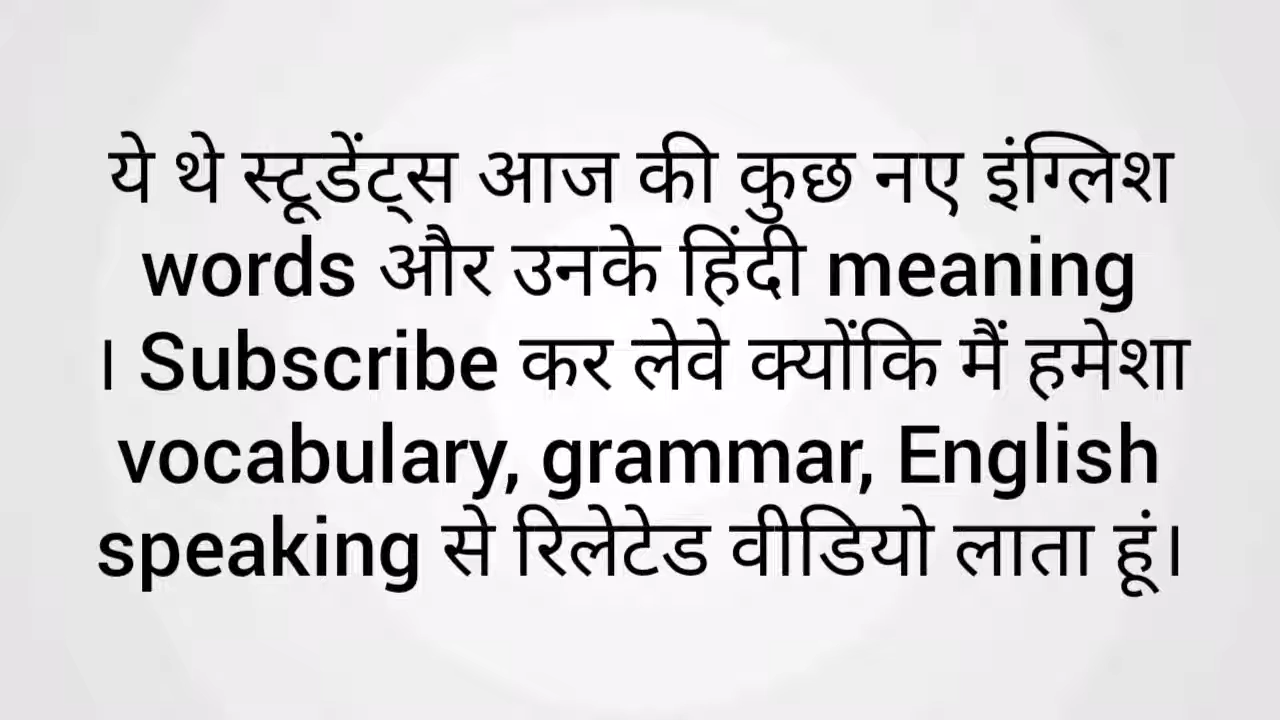 ये थे स्टूडेंट्स आज की कुछ नए इंग्लिश
words और उनके हिंदी meaning
। Subscribe कर लेवे क्योंकि मैं हमेशा
vocabulary, grammar, English
speaking से रिलेटेड वीडियो लाता हूं।